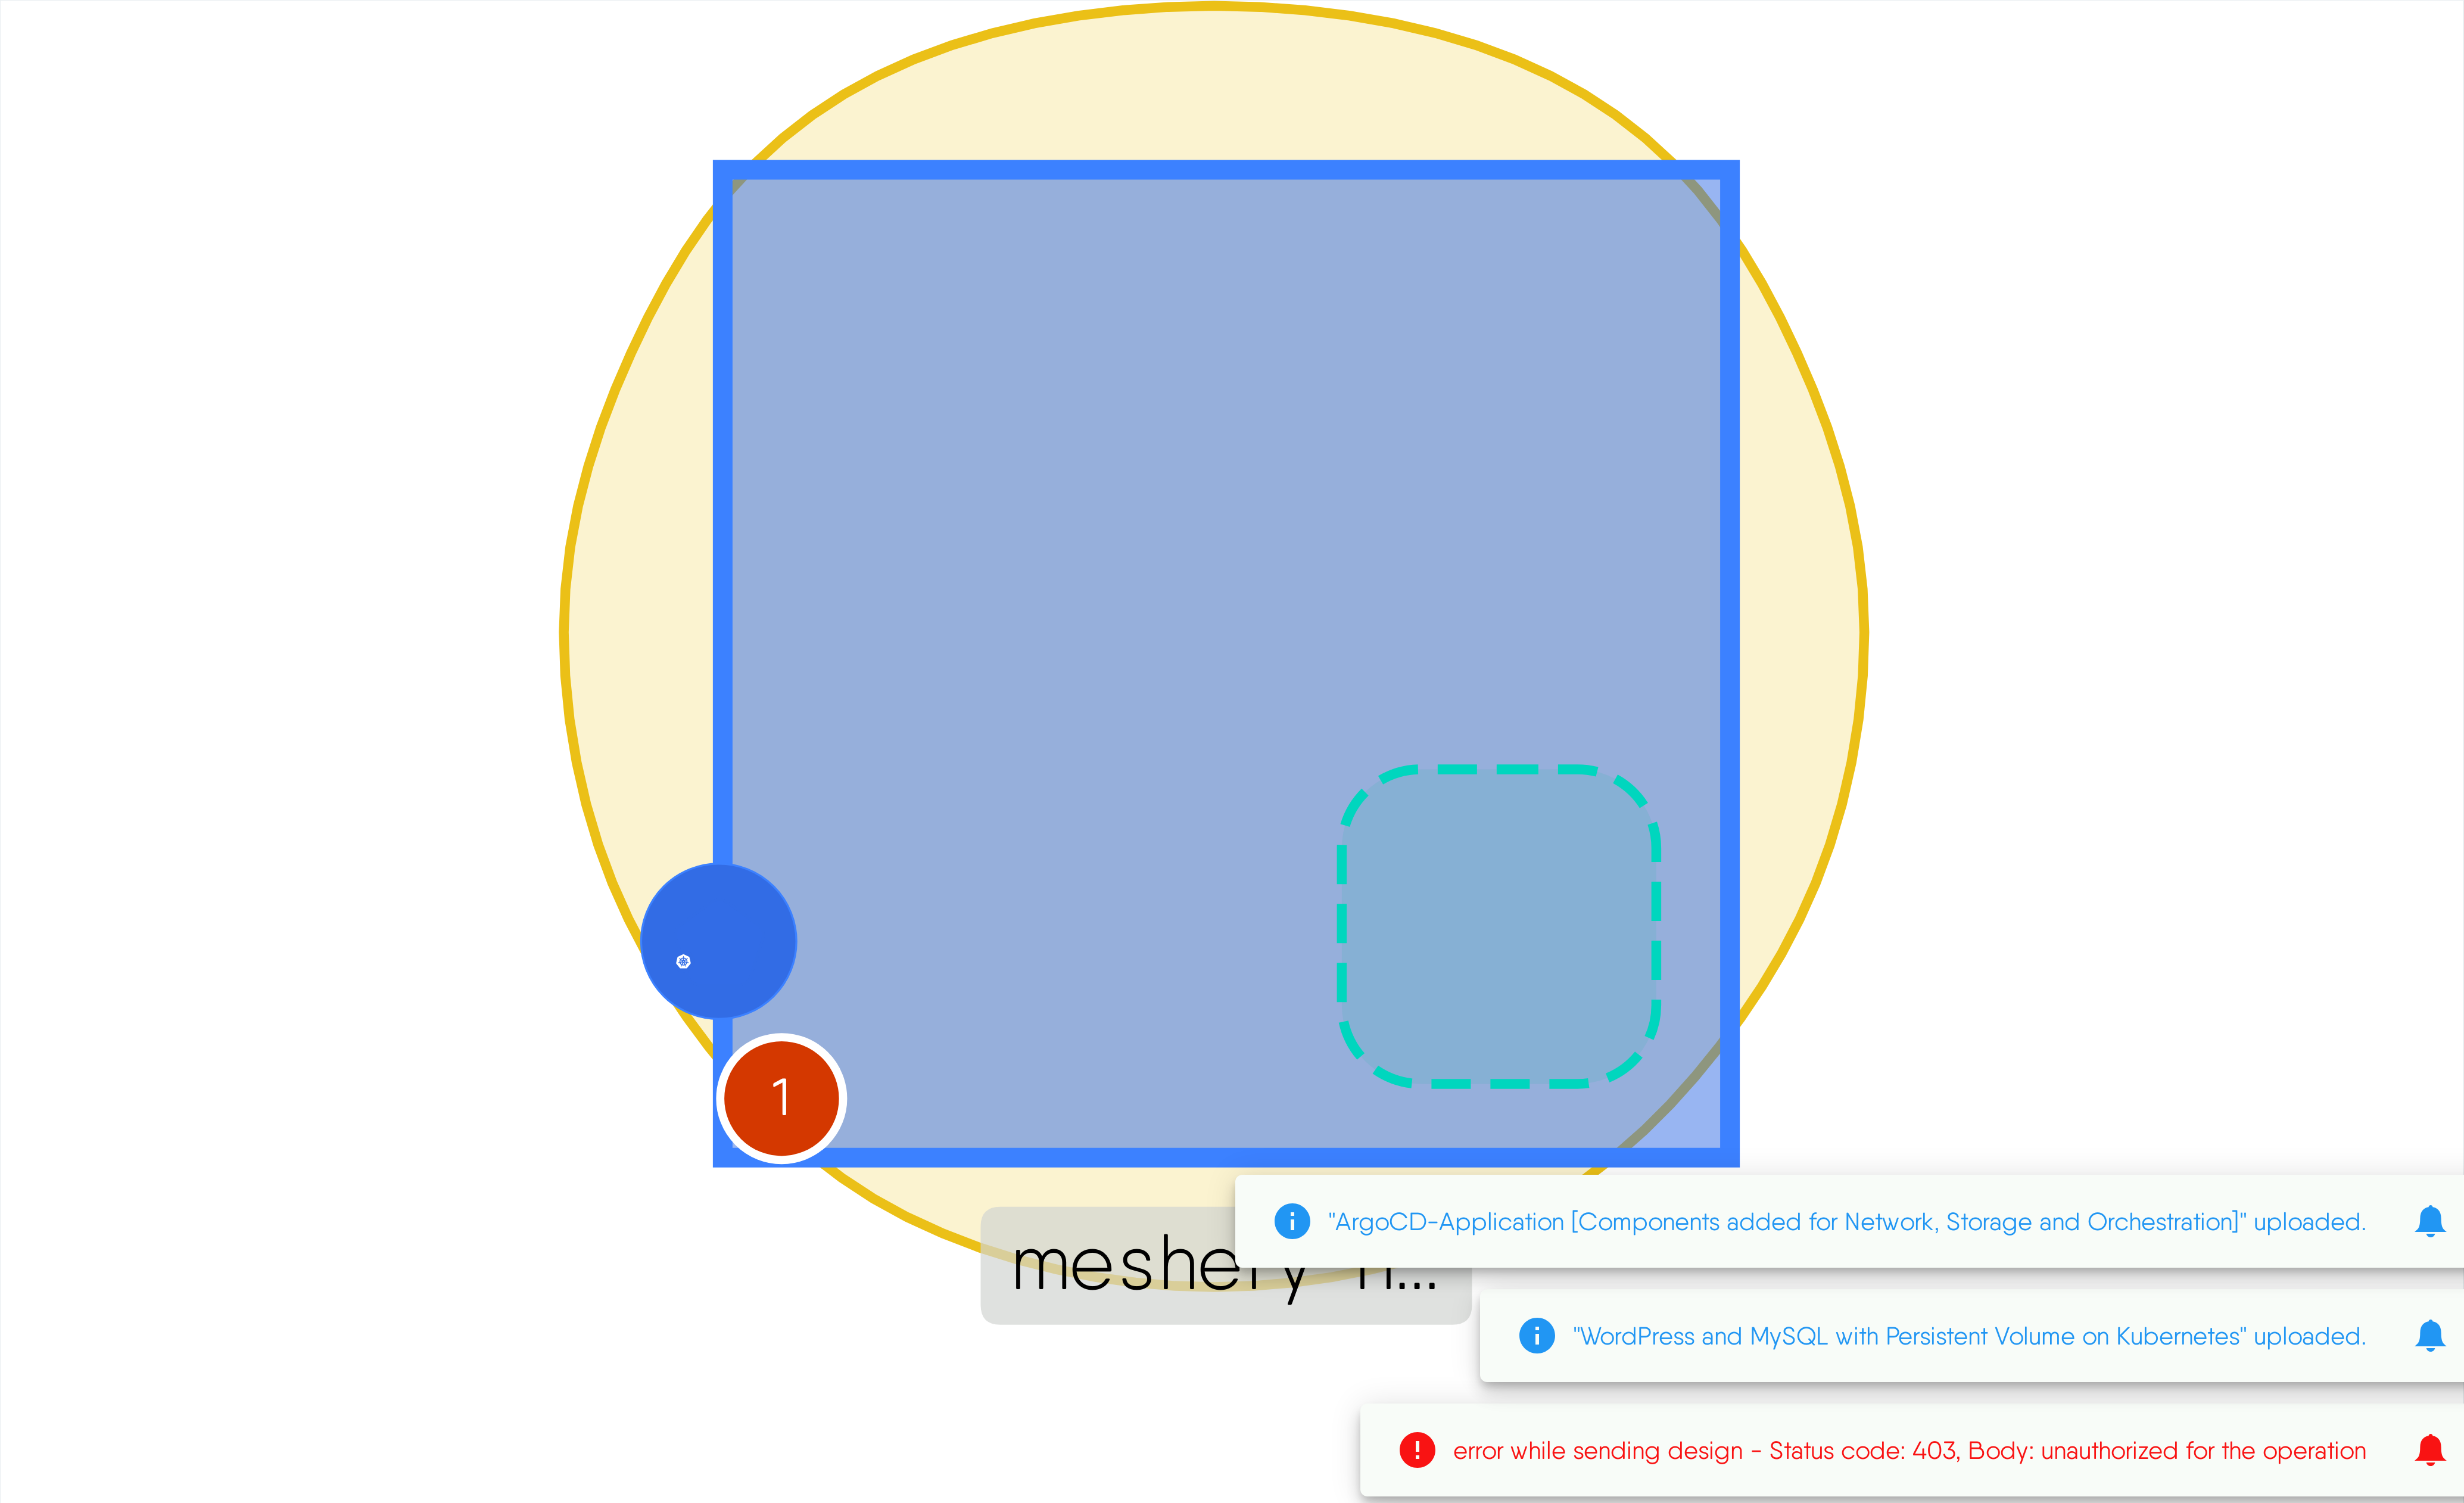 1
"ArgoCD-Application [Components added for Network, Storage and Orchestration]" uploaded.
"WordPress and MySQL with Persistent Volume on Kubernetes" uploaded.
error while sending design - Status code: 403, Body: unauthorized for the operation